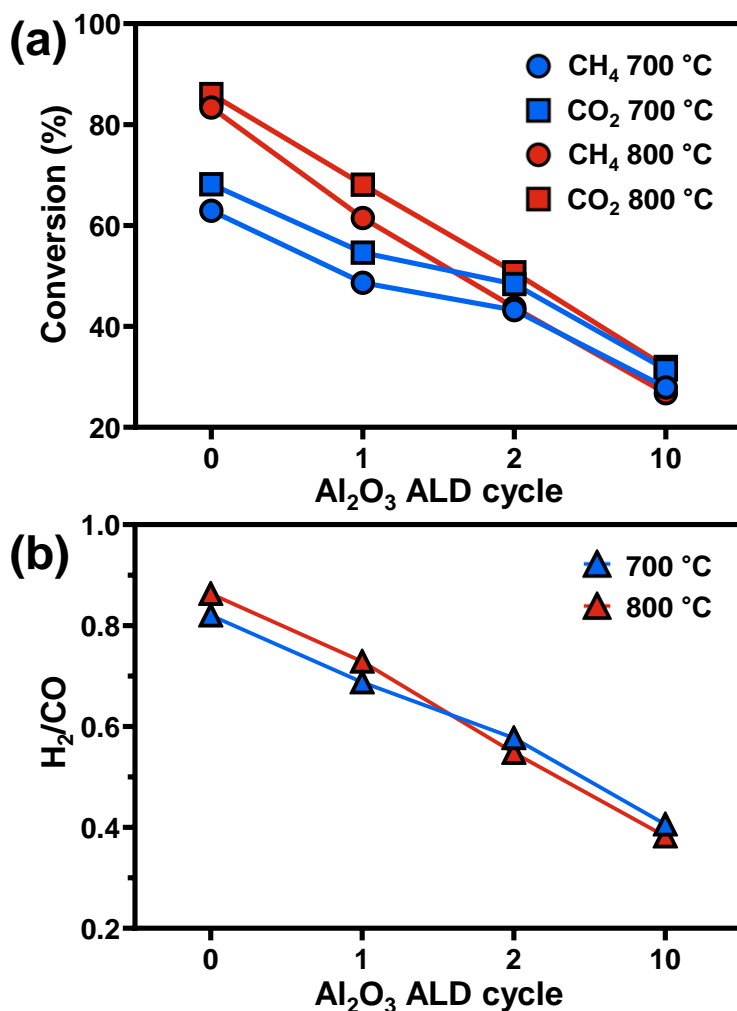 (a)
Conversion (%)
100
80
60
40
20
CH₄ 700 °C
CO₂ 700 °C
CH₄ 800 °C
CO₂ 800 °C
0 1 2 10
Al₂O₃ ALD cycle
(b)
H₂/CO
1.0
0.8
0.6
0.4
0.2
700 °C
800 °C
0 1 2 10
Al₂O₃ ALD cycle